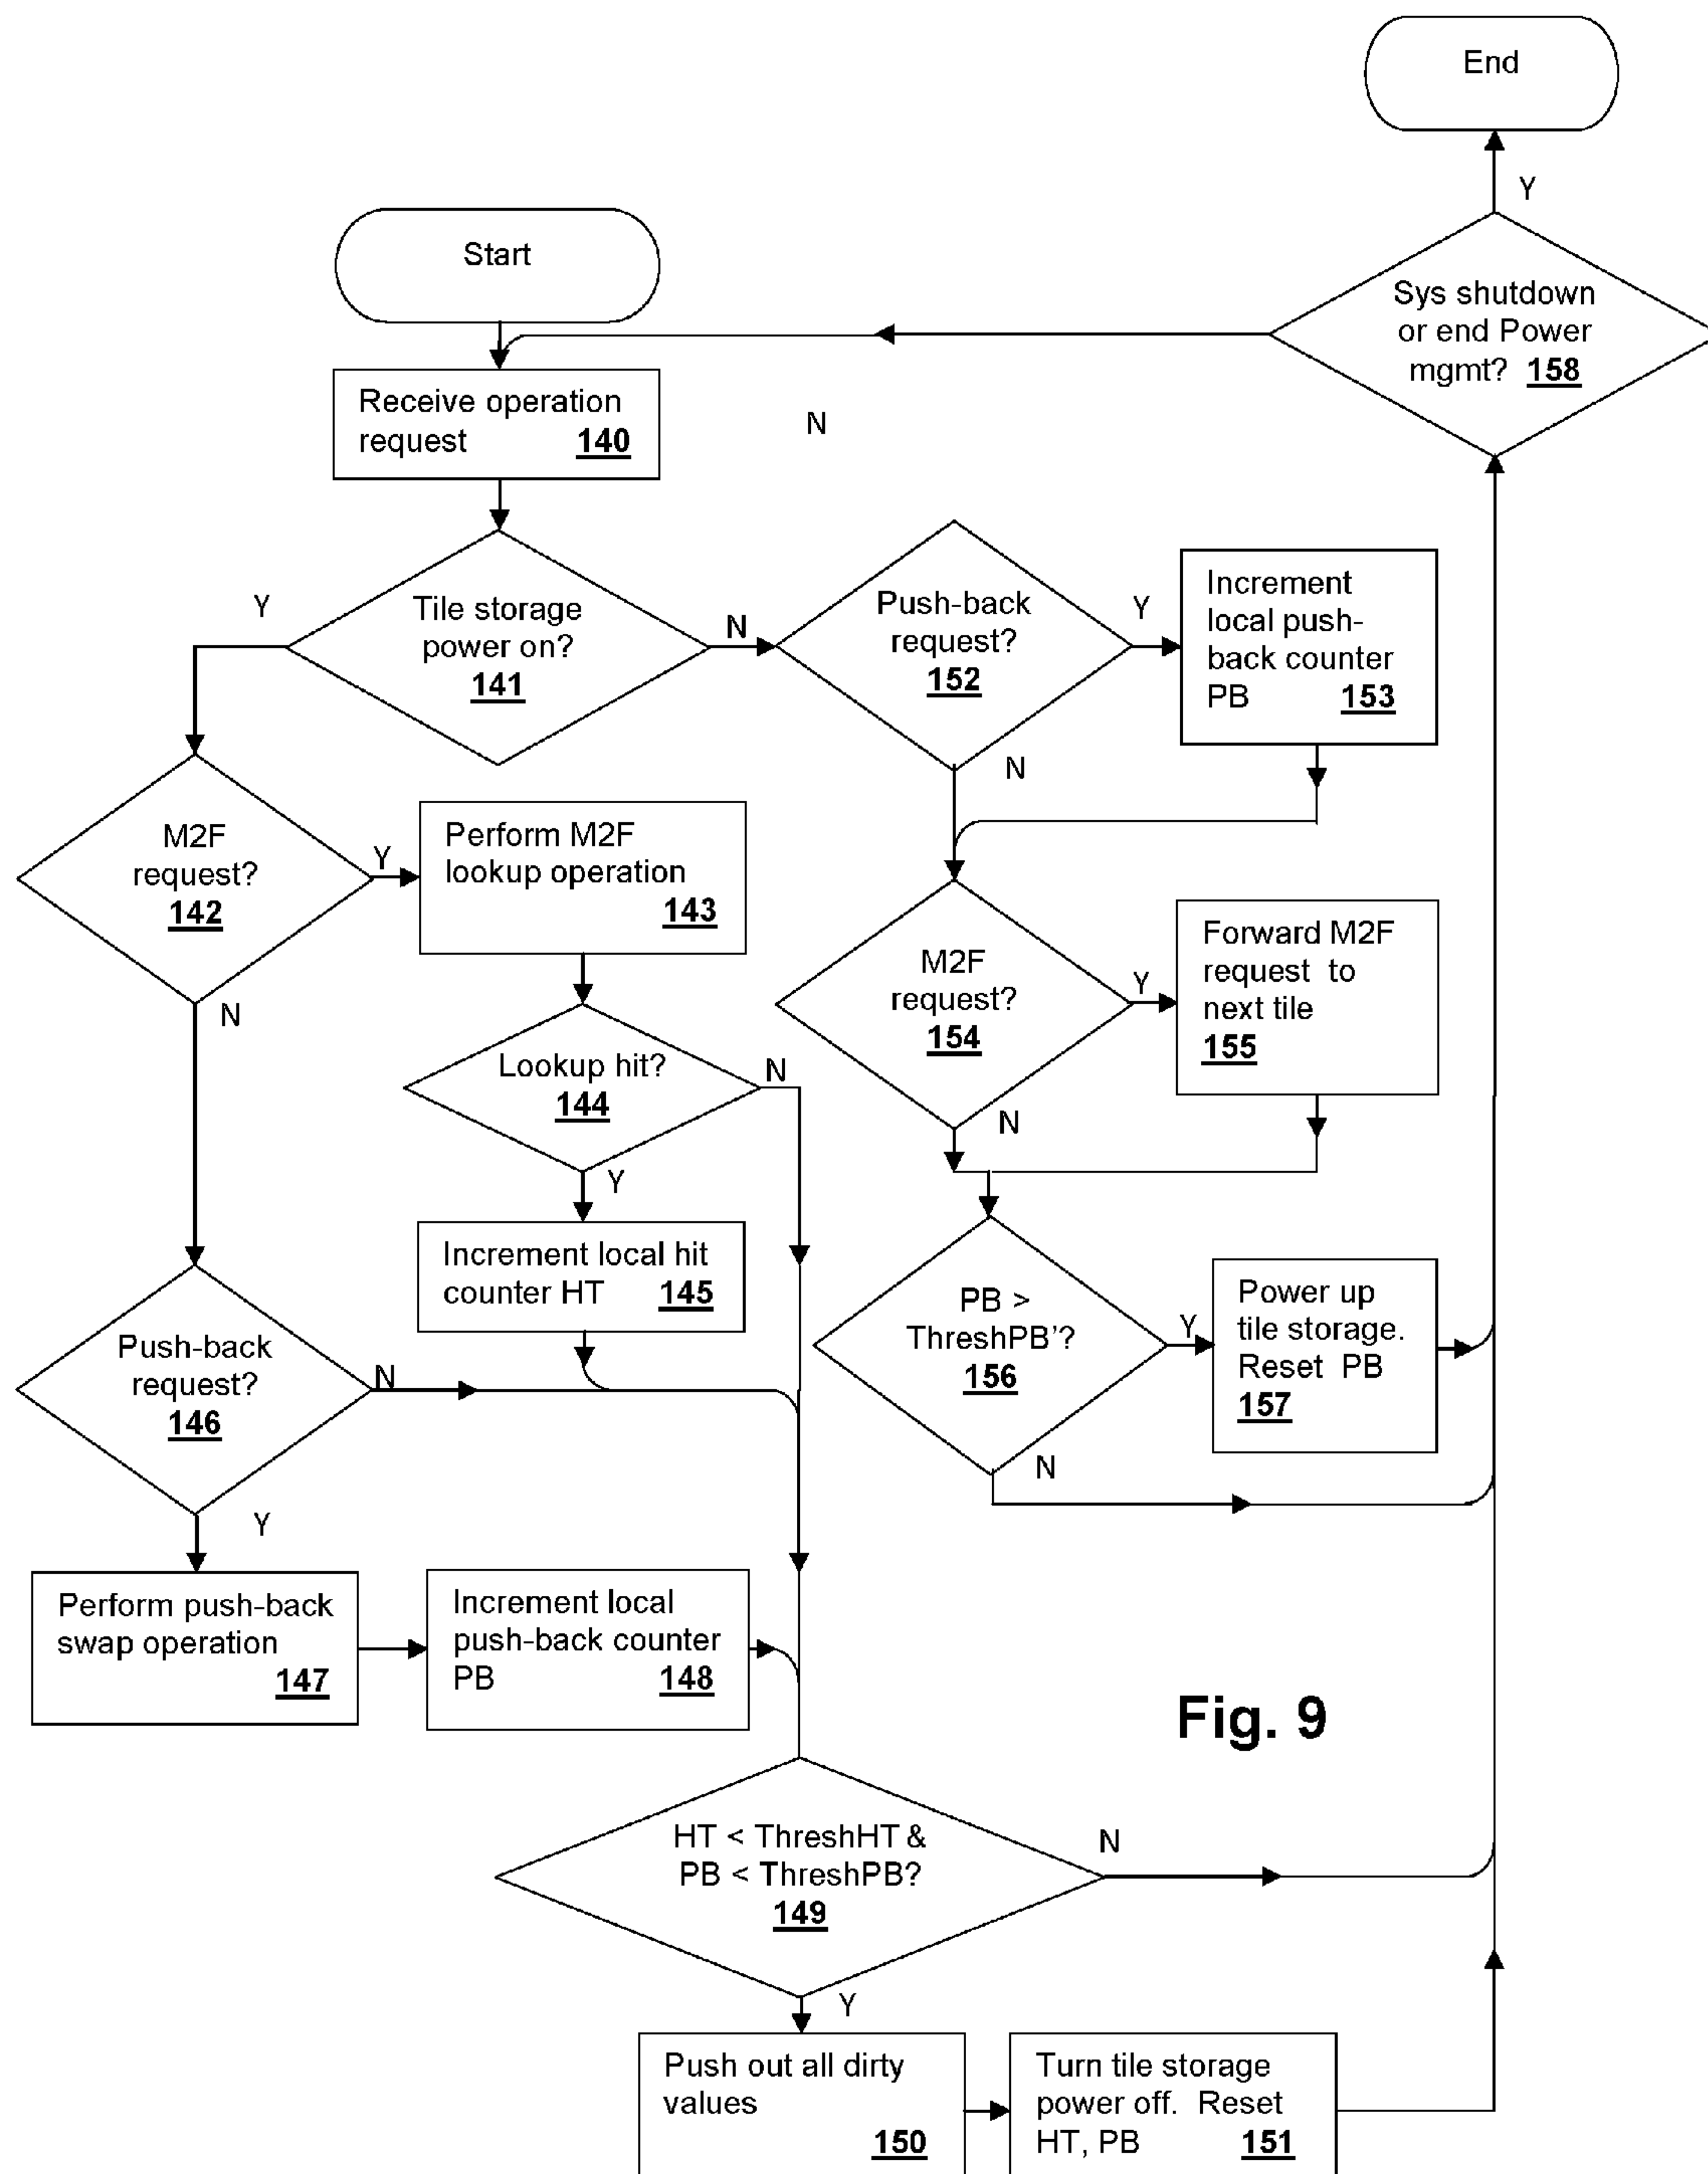 End
Y
Start
Sys shutdown
or end Power
mgmt? 158
Receive operation
request 140
N
Tile storage
power on?
141
Y
N
Push-back
request?
152
Y
N
Increment
local push-
back counter
PB 153
M2F
request?
142
Y
N
Perform M2F
lookup operation
143
M2F
request?
154
Y
N
Forward M2F
request to
next tile
155
Lookup hit?
144
N
Y
Increment local hit
counter HT 145
PB >
ThreshPB'?
156
Y
N
Power up
tile storage.
Reset PB
157
Push-back
request?
146
N
Y
Perform push-back
swap operation
147
Increment local
push-back counter
PB 148
Fig. 9
HT < ThreshHT &
PB < ThreshPB?
149
N
Y
Push out all dirty
values
150
Turn tile storage
power off. Reset
HT, PB 151